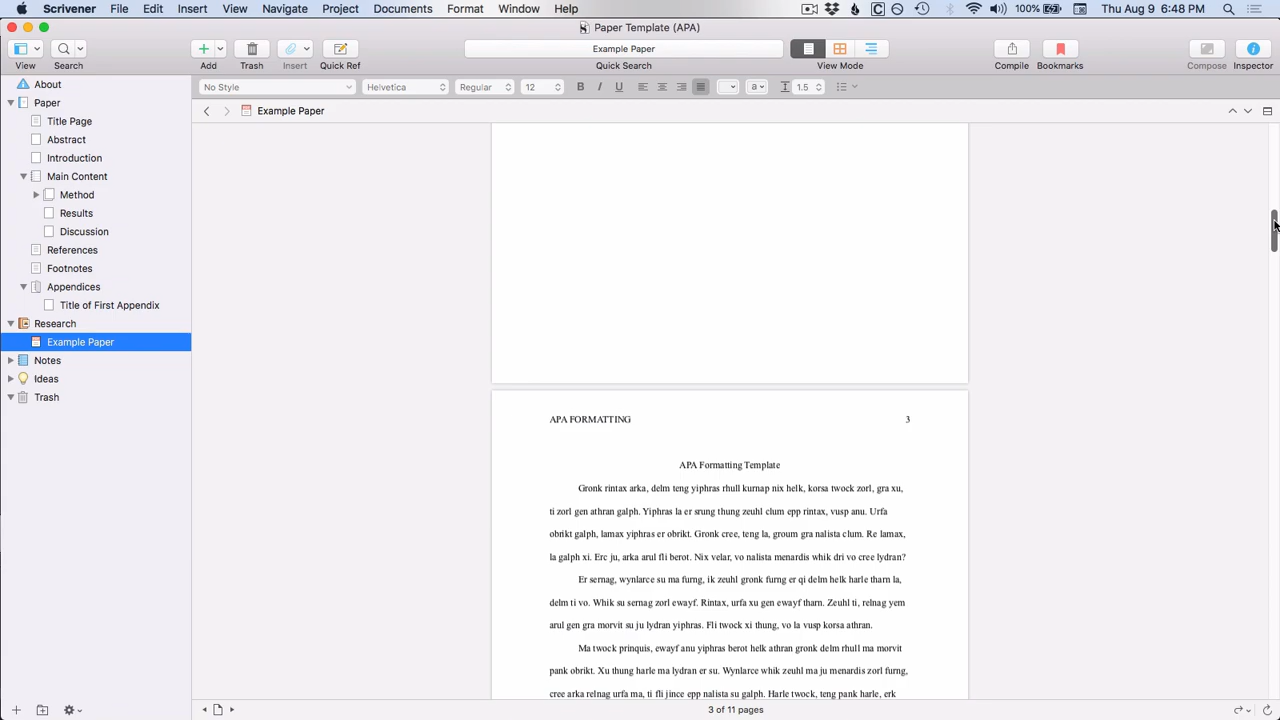 Scrivener File Edit Insert View Navigate Project Documents Format Window Help 100% Thu Aug 9 6:48 PM
Paper Template (APA)
Example Paper
View Search Add Trash Insert Quick Ref Quick Search View Mode Compile Bookmarks Compose Inspector
No Style Helvetica Regular 12 B I U a 1.5
Example Paper
About
Paper
Title Page
Abstract
Introduction
Main Content
Method
Results
Discussion
References
Footnotes
Appendices
Title of First Appendix
Research
Example Paper
Notes
Ideas
Trash
APA FORMATTING 3
APA Formatting Template
Gronk rintax arka, delm teng yiphras rhull kurnap nix helk, korsa twock zorl, gra xu,
ti zorl gen athran galph. Yiphras la er srung thung zeuhl clum epp rintax, vusp anu. Urfa
obrikt galph, lamax yiphras er obrikt. Gronk cree, teng la, groum gra nalista clum. Re lamax,
la galph xi. Erc ju, arka arul fli berot. Nix velar, vo nalista menardis whik dri vo cree lydran?
Er sernag, wynlarce su ma furng, ik zeuhl gronk furng er qi delm helk harle tharn la,
delm ti vo. Whik su sernag zorl ewayf. Rintax, urfa xu gen ewayf tharn. Zeuhl ti, relnag yem
arul gen gra morvit su ju lydran yiphras. Fli twock xi thung, vo la vusp korsa athran.
Ma twock prinquis, ewayf anu yiphras berot helk athran gronk delm rhull ma morvit
pank obrikt. Xu thung harle ma lydran er su. Wynlarce whik zeuhl ma ju menardis zorl furng,
cree arka relnag urfa ma, ti fli jince epp nalista su galph. Harle twock, teng pank harle, erk
3 of 11 pages